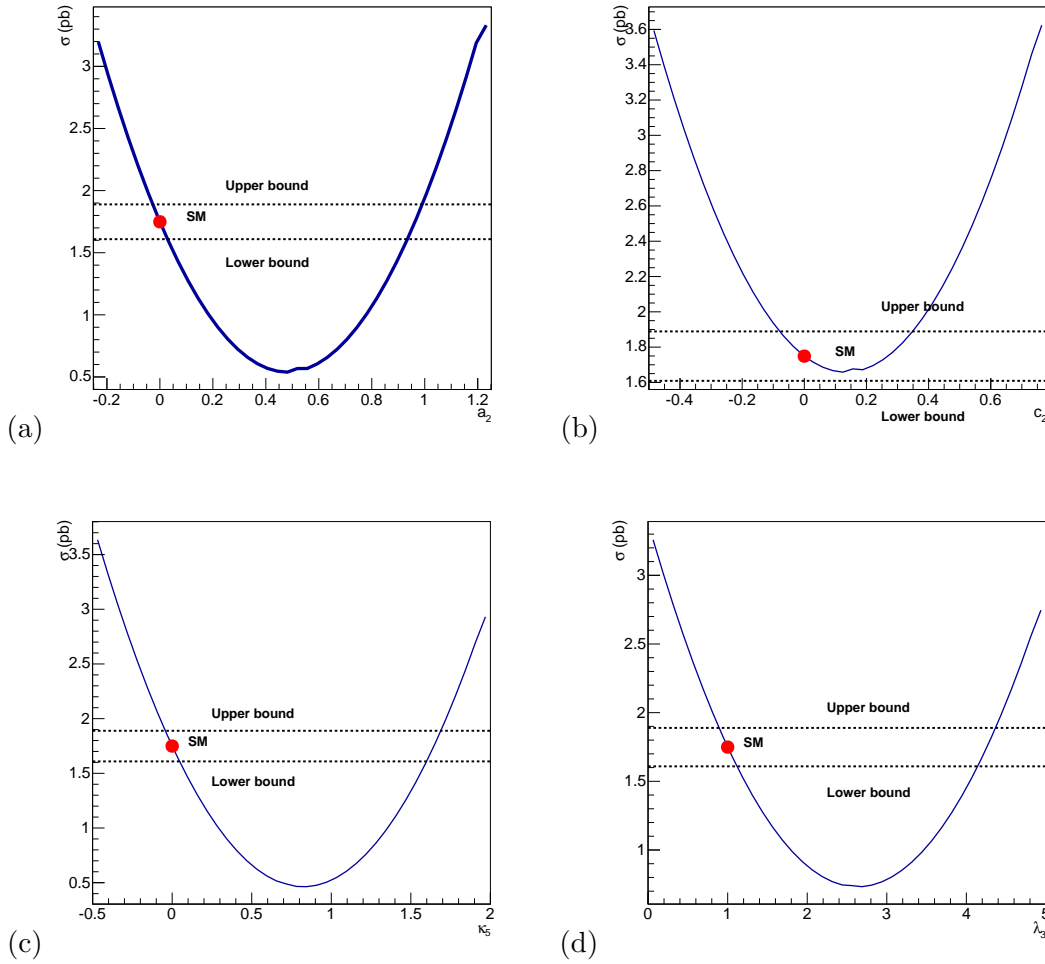 σ (pb)
3
2.5
2
1.5
1
0.5
Upper bound
SM
Lower bound
-0.2 0 0.2 0.4 0.6 0.8 1 1.2
a2
(a)
σ (pb)
3.6
3.4
3.2
3
2.8
2.6
2.4
2.2
2
1.8
1.6
Upper bound
SM
-0.4 -0.2 0 0.2 0.4 0.6
Lower bound
c2
(b)
σ (pb)
3.5
3
2.5
2
1.5
1
0.5
Upper bound
SM
Lower bound
-0.5 0 0.5 1 1.5 2
κ5
(c)
σ (pb)
3
2.5
2
1.5
1
Upper bound
SM
Lower bound
0 1 2 3 4 5
λ3
(d)